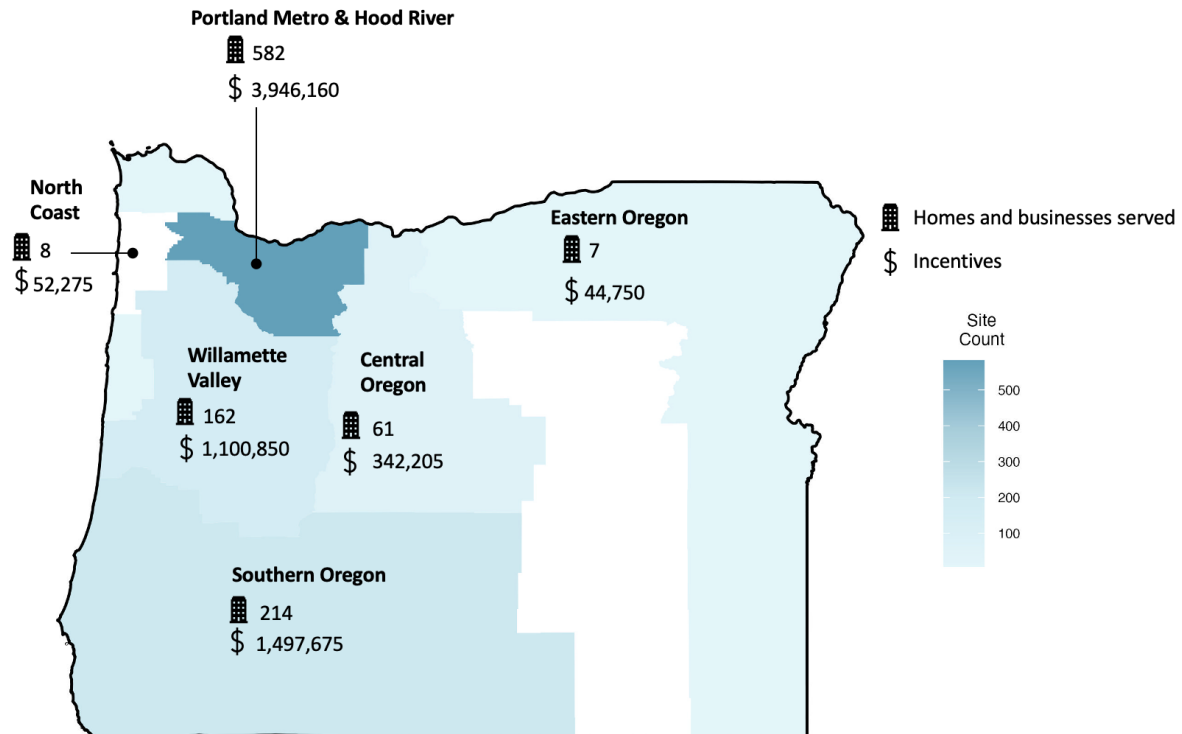 Portland Metro & Hood River
582
$ 3,946,160
North
Coast
8
$ 52,275
Eastern Oregon
7
$ 44,750
Homes and businesses served
$ Incentives
Site
Count
500
400
300
200
100
Willamette
Valley
162
$ 1,100,850
Central
Oregon
61
$ 342,205
Southern Oregon
214
$ 1,497,675